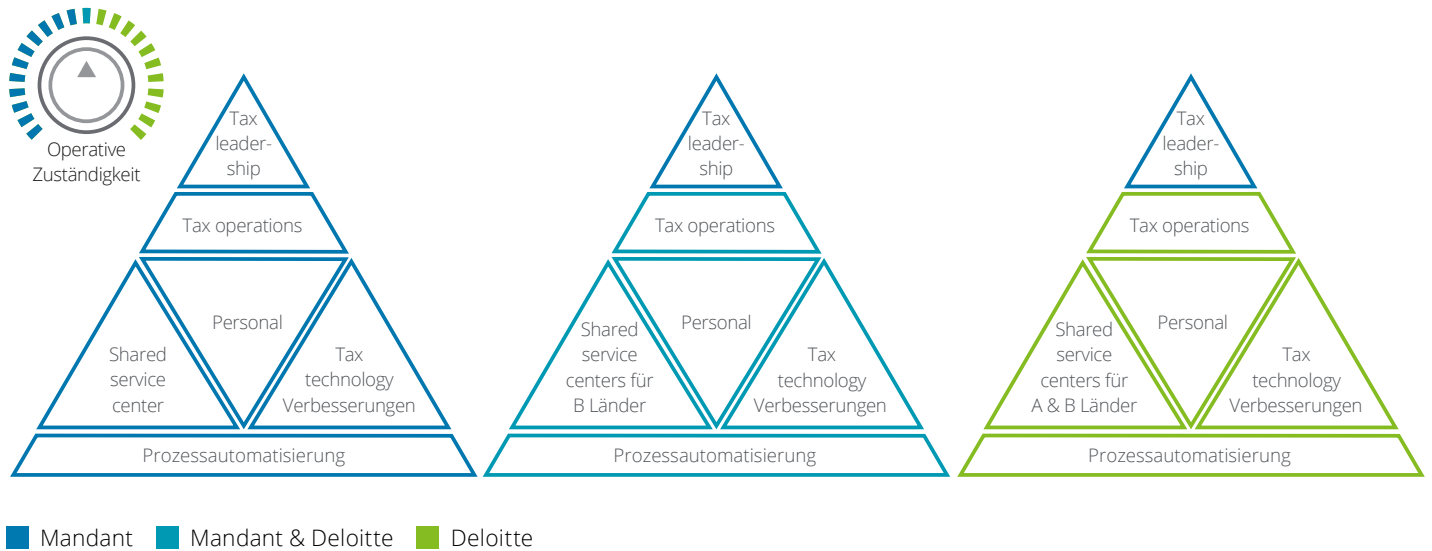 Operative
Zuständigkeit
Tax
leader-
ship
Tax operations
Personal
Shared
service
center
Tax
technology
Verbesserungen
Prozessautomatisierung
Tax
leader-
ship
Tax operations
Personal
Shared
service
centers für
B Länder
Tax
technology
Verbesserungen
Prozessautomatisierung
Tax
leader-
ship
Tax operations
Personal
Shared
service
centers für
A & B Länder
Tax
technology
Verbesserungen
Prozessautomatisierung
Mandant
Mandant & Deloitte
Deloitte